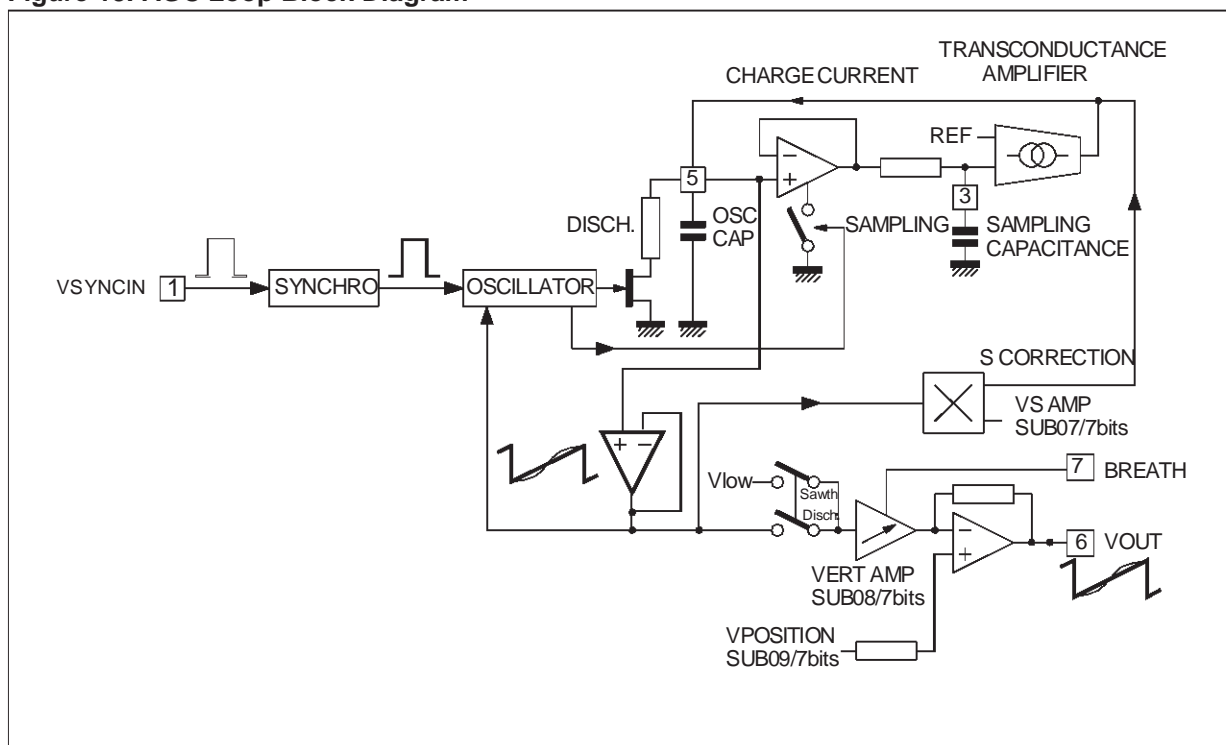 TRANSCONDUCTANCE
AMPLIFIER
CHARGE CURRENT
REF
5
3
DISCH.
OSC
CAP
SAMPLING
SAMPLING
CAPACITANCE
VSYNCIN
1
SYNCHRO
OSCILLATOR
S CORRECTION
VS AMP
SUB07/7bits
7
BREATH
Vlow
Sawth
Disch.
6
VOUT
VERT AMP
SUB08/7bits
VPOSITION
SUB09/7bits